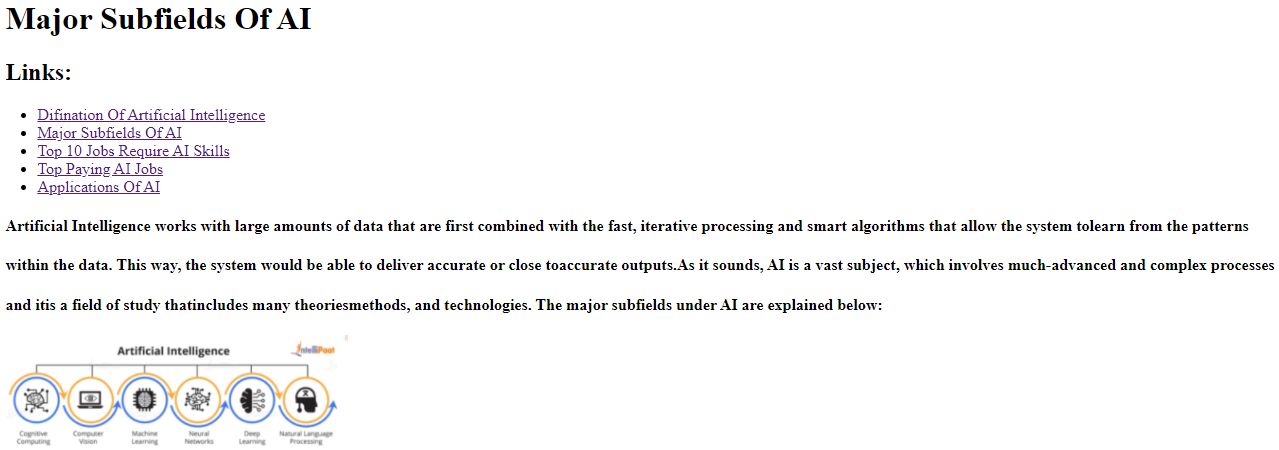 Major Subfields Of AI
Links:
Difination Of Artificial Intelligence
Major Subfields Of AI
Top 10 Jobs Require AI Skills
Top Paying AI Jobs
Applications Of AI
Artificial Intelligence works with large amounts of data that are first combined with the fast, iterative processing and smart algorithms that allow the system tolearn from the patterns
within the data. This way, the system would be able to deliver accurate or close toaccurate outputs.As it sounds, AI is a vast subject, which involves much-advanced and complex processes
and itis a field of study thatincludes many theoriesmethods, and technologies. The major subfields under AI are explained below:
Artificial Intelligence
IntelliPaat
Cognitive Computing
Computer Vision
Machine Learning
Neural Networks
Deep Learning
Natural Language Processing